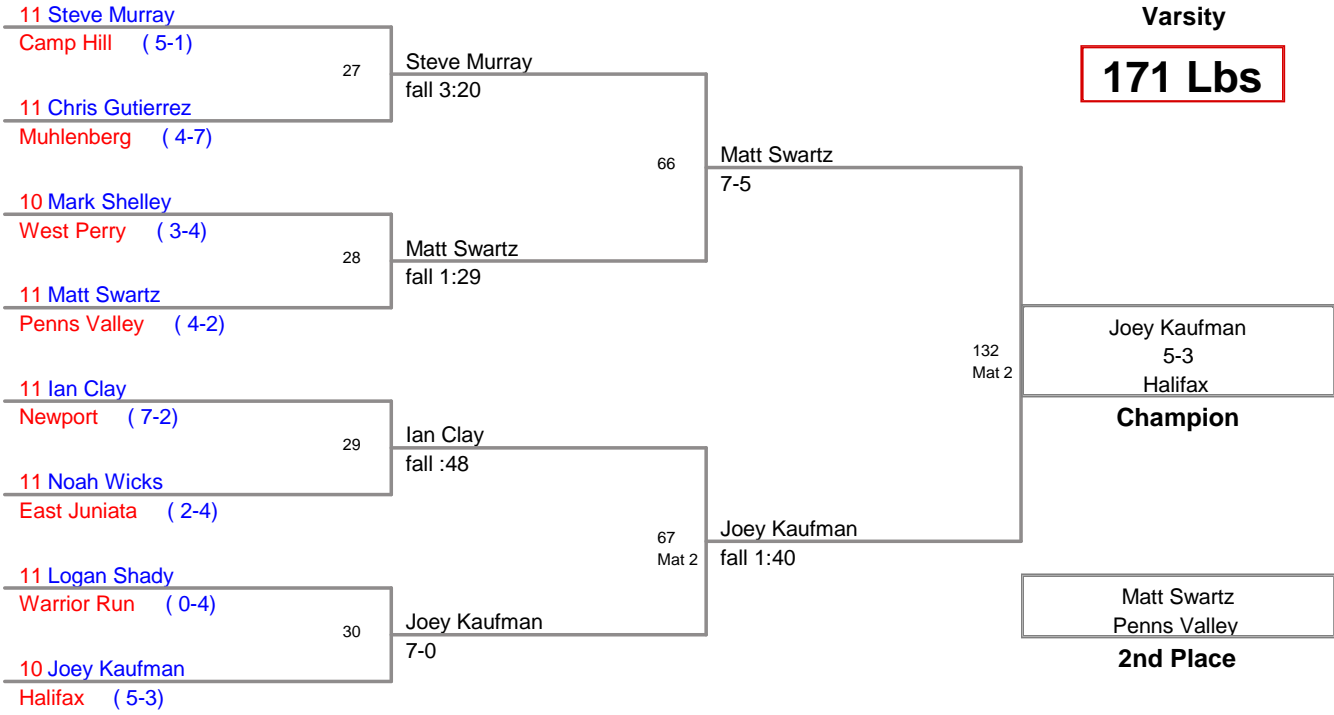 11 Steve Murray
Camp Hill ( 5-1)
27
11 Chris Gutierrez
Muhlenberg ( 4-7)
10 Mark Shelley
West Perry ( 3-4)
28
11 Matt Swartz
Penns Valley ( 4-2)
11 Ian Clay
Newport ( 7-2)
29
11 Noah Wicks
East Juniata ( 2-4)
11 Logan Shady
Warrior Run ( 0-4)
30
10 Joey Kaufman
Halifax ( 5-3)
Steve Murray
fall 3:20
66
Matt Swartz
fall 1:29
Ian Clay
fall :48
67
Mat 2
Joey Kaufman
7-0
Matt Swartz
7-5
132
Mat 2
Joey Kaufman
fall 1:40
Varsity
171 Lbs
Joey Kaufman
5-3
Halifax
Champion
Matt Swartz
Penns Valley
2nd Place